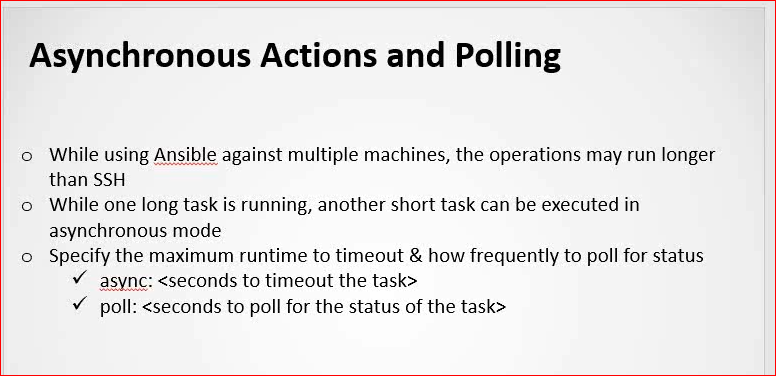 Asynchronous Actions and Polling
o While using Ansible against multiple machines, the operations may run longer
than SSH
o While one long task is running, another short task can be executed in
asynchronous mode
o Specify the maximum runtime to timeout & how frequently to poll for status
✓ async: <seconds to timeout the task>
✓ poll: <seconds to poll for the status of the task>